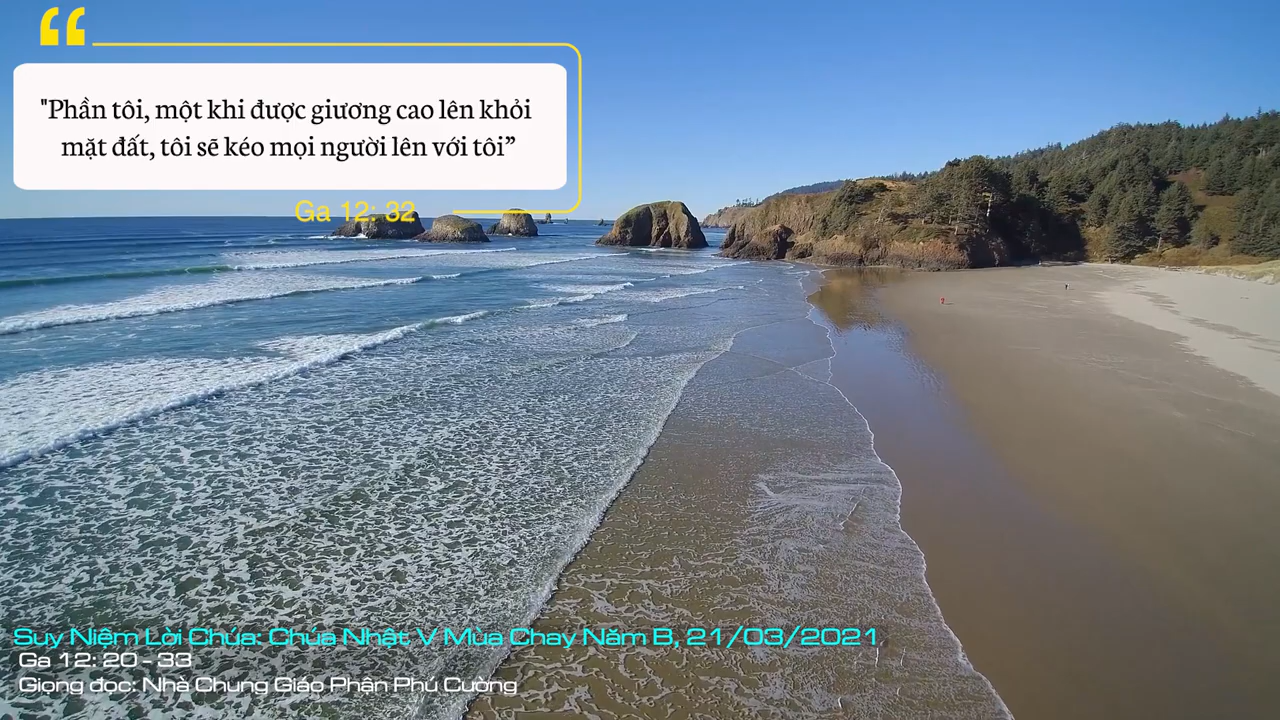 "Phần tôi, một khi được giương cao lên khỏi
mặt đất, tôi sẽ kéo mọi người lên với tôi”
Ga 12: 32
Suy Niệm Lời Chúa: Chúa Nhật V Mùa Chay Năm B, 21/03/2021
Ga 12: 20 - 33
Giọng đọc: Nhà Chung Giáo Phận Phú Cường